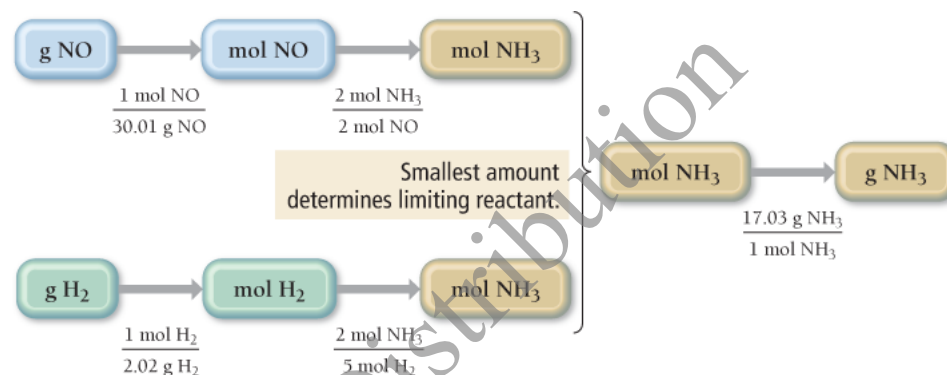 g NO
mol NO
mol NH₃
1 mol NO
30.01 g NO
2 mol NH₃
2 mol NO
Smallest amount
determines limiting reactant.
mol NH₃
g NH₃
17.03 g NH₃
1 mol NH₃
g H₂
mol H₂
mol NH₃
1 mol H₂
2.02 g H₂
2 mol NH₃
5 mol H₂
istribution